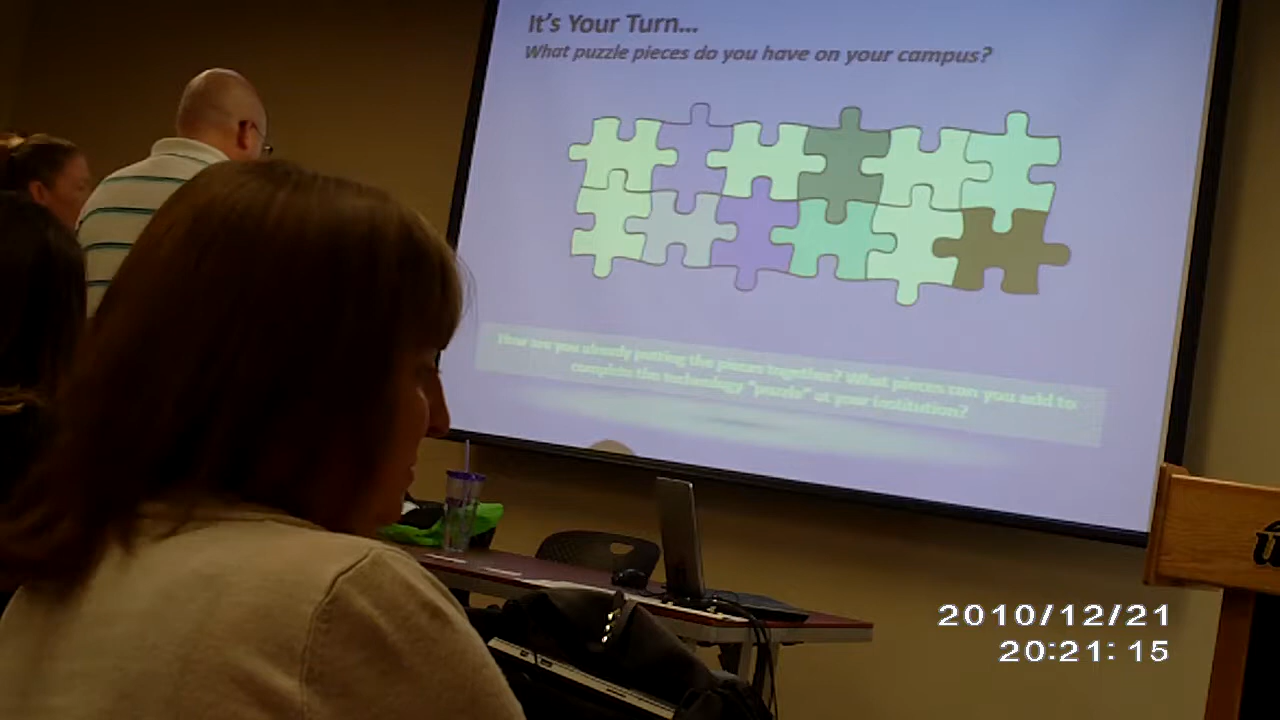 It's Your Turn...
What puzzle pieces do you have on your campus?
How are you already putting the pieces together? What pieces can you add to
complete the technology "puzzle" at your institution?
2010/12/21
20:21:15